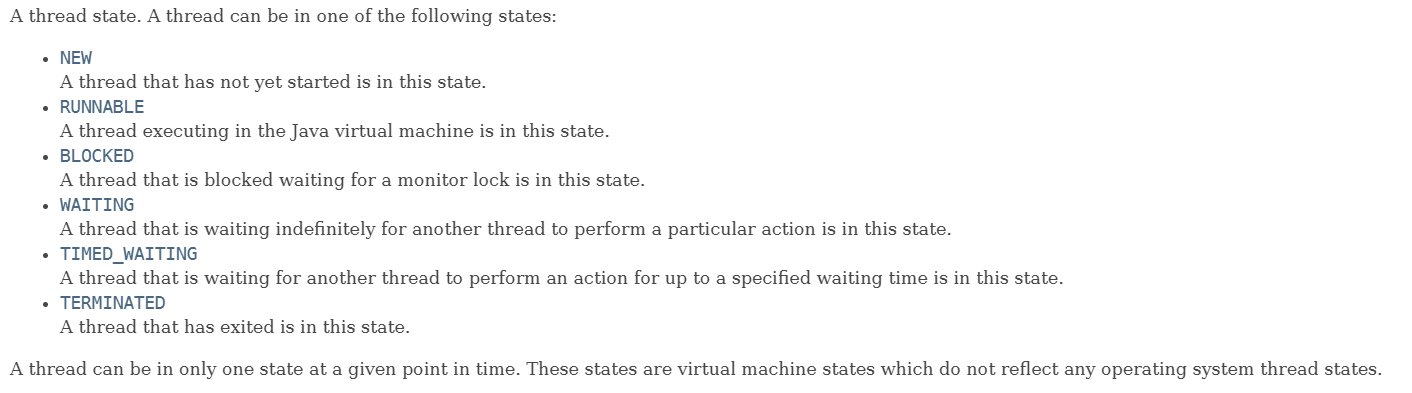 A thread state. A thread can be in one of the following states:
• NEW
A thread that has not yet started is in this state.
• RUNNABLE
A thread executing in the Java virtual machine is in this state.
• BLOCKED
A thread that is blocked waiting for a monitor lock is in this state.
• WAITING
A thread that is waiting indefinitely for another thread to perform a particular action is in this state.
• TIMED_WAITING
A thread that is waiting for another thread to perform an action for up to a specified waiting time is in this state.
• TERMINATED
A thread that has exited is in this state.
A thread can be in only one state at a given point in time. These states are virtual machine states which do not reflect any operating system thread states.